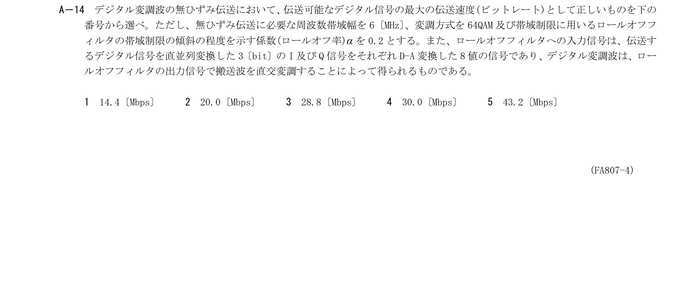 A-14 デジタル変調波の無ひずみ伝送において、伝送可能なデジタル信号の最大の伝送速度(ビットレート)として正しいものを下の
番号から選べ。ただし、無ひずみ伝送に必要な周波数帯域幅を 6〔MHz〕、変調方式を 64QAM 及び帯域制限に用いるロールオフフ
ィルタの帯域制限の傾斜の程度を示す係数(ロールオフ率)αを 0.2 とする。また、ロールオフフィルタへの入力信号は、伝送す
るデジタル信号を直並列変換した 3〔bit〕の I 及び Q 信号をそれぞれ D-A 変換した 8 値の信号であり、デジタル変調波は、ロー
ルオフフィルタの出力信号で搬送波を直交変調することによって得られるものである。
1 14.4〔Mbps〕 2 20.0〔Mbps〕 3 28.8〔Mbps〕 4 30.0〔Mbps〕 5 43.2〔Mbps〕
(FA807-4)